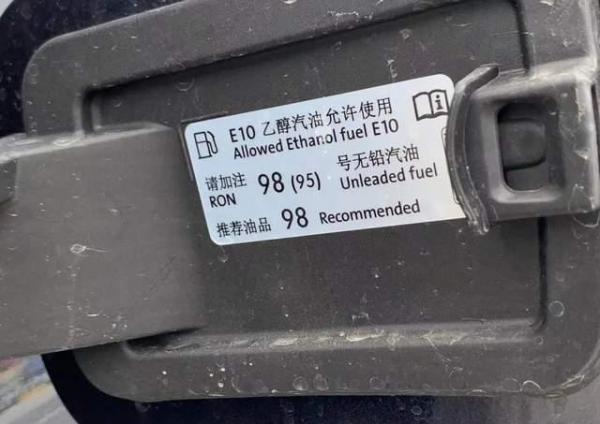 E10 乙醇汽油允许使用
Allowed Ethanol fuel E10
请加注 98 (95) 号无铅汽油
RON Unleaded fuel
推荐油品 98 Recommended